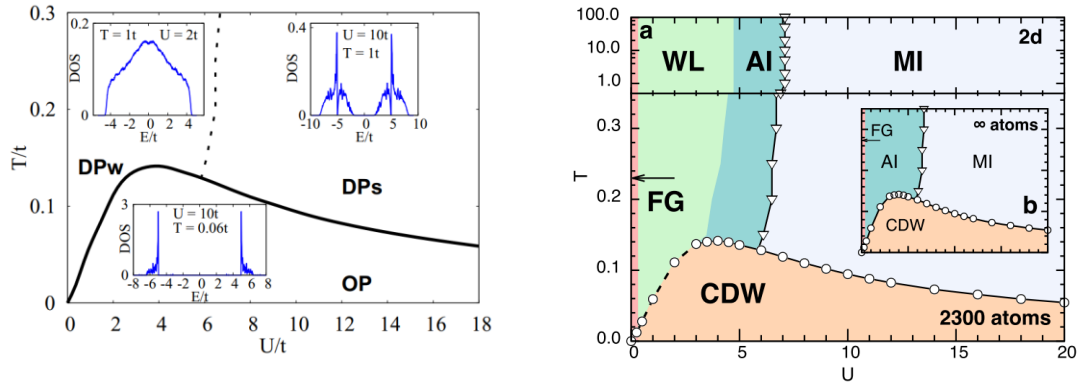 0.3
0.2
0.1
0
T/t
0 2 4 6 8 10 12 14 16 18
U/t
0.2
0
DOS
T = 1t U = 2t
-4 -2 0 2 4
E/t
0.4
0
DOS
U = 10t
T = 1t
-10 -5 0 5 10
E/t
DPw
DPs
3
0
DOS
U = 10t
T = 0.06t
-8 -6 -4 -2 0 2 4 6 8
E/t
OP
100.0
10.0
1.0
a
2d
WL
AI
MI
0.3
0.2
0.1
0.0
T
FG
CDW
2300 atoms
0 5 10 15 20
U
∞ atoms
FG
AI
MI
b
CDW